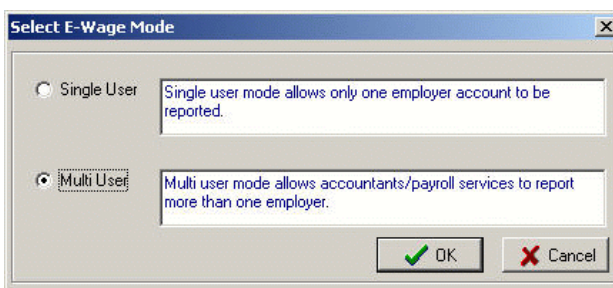 Select E-Wage Mode
Single User
Single user mode allows only one employer account to be
reported.
Multi User
Multi user mode allows accountants/payroll services to report
more than one employer.
OK
Cancel